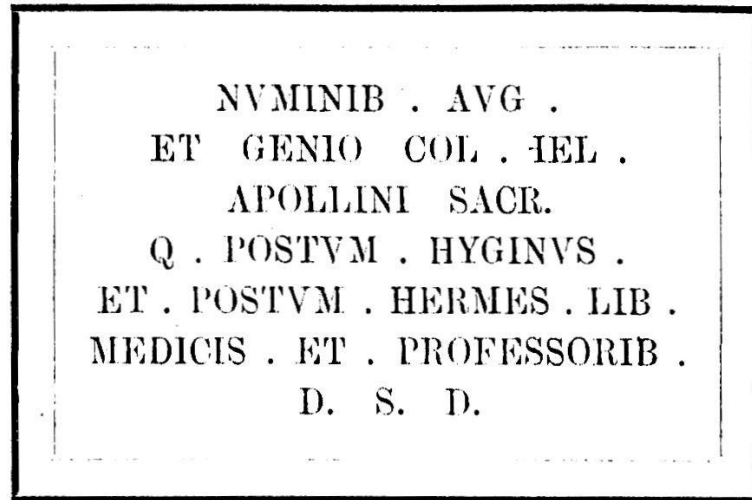 NVMINIB . AVG .
ET GENIO COL . HEL .
APOLLINI SACR.
Q . POSTVM . HYGINVS .
ET . POSTVM . HERMES . LIB .
MEDICIS . ET . PROFESSORIB .
D. S. D.